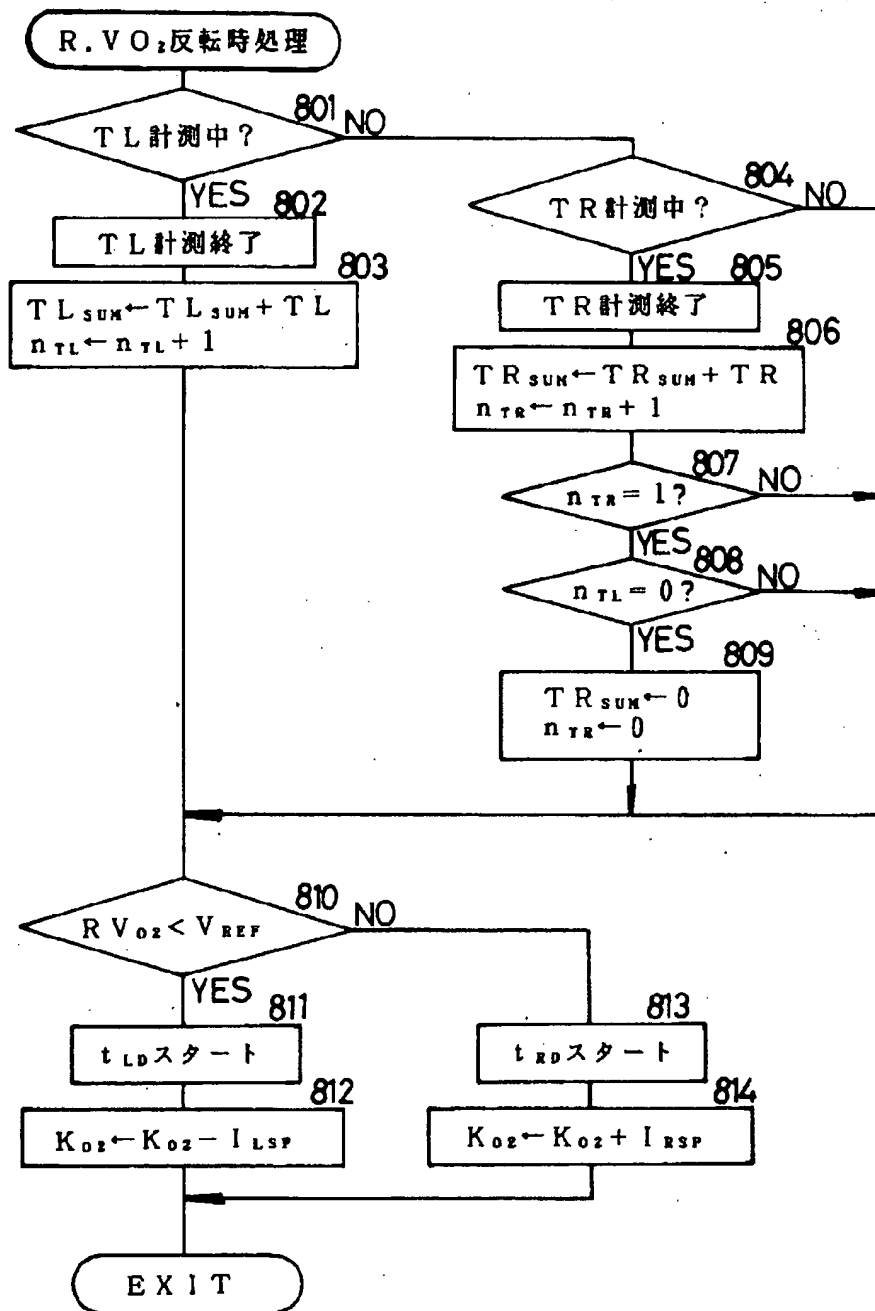 R.VO₂反転時処理
801
TL計測中?
NO
YES
802
TL計測終了
803
TL_SUM←TL_SUM+TL
n_TL←n_TL+1
804
TR計測中?
NO
YES
805
TR計測終了
806
TR_SUM←TR_SUM+TR
n_TR←n_TR+1
807
n_TR=1?
NO
YES
808
n_TL=0?
NO
YES
809
TR_SUM←0
n_TR←0
810
RV_O2<V_REF
NO
YES
811
t_LDスタート
812
K_O2←K_O2-I_LSP
813
t_RDスタート
814
K_O2←K_O2+I_RSP
EXIT